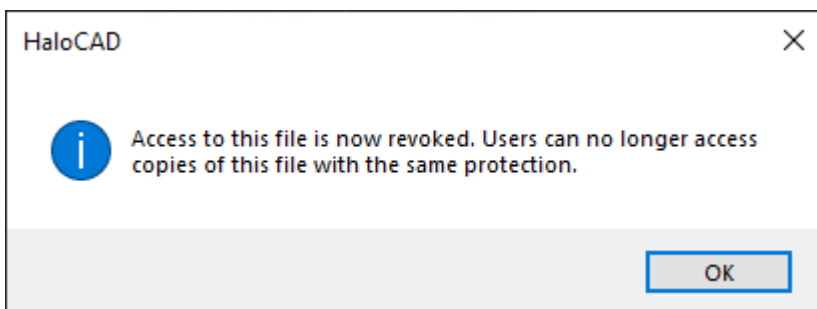 HaloCAD
Access to this file is now revoked. Users can no longer access
copies of this file with the same protection.
OK